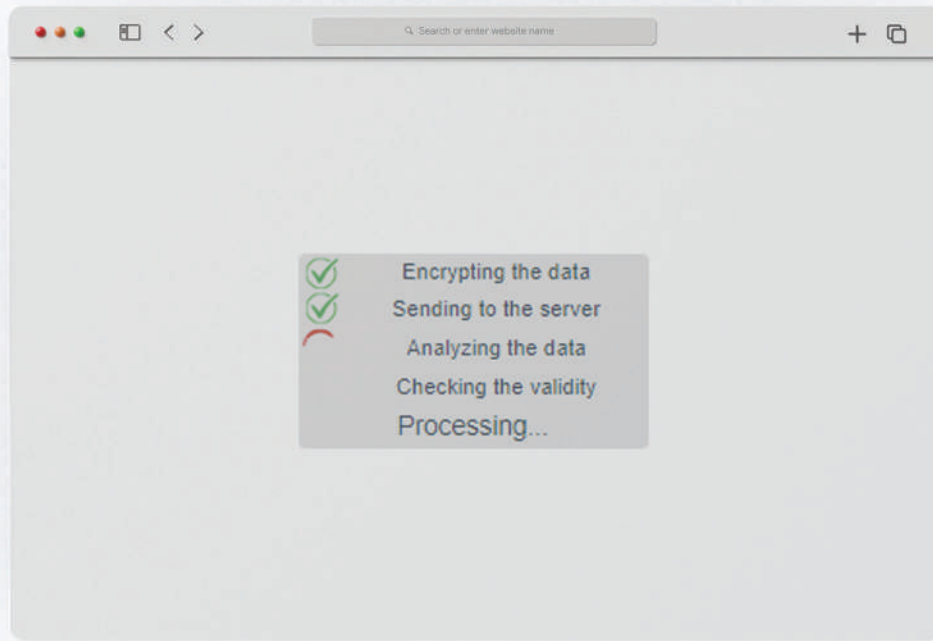 Search or enter website name
Encrypting the data
Sending to the server
Analyzing the data
Checking the validity
Processing...